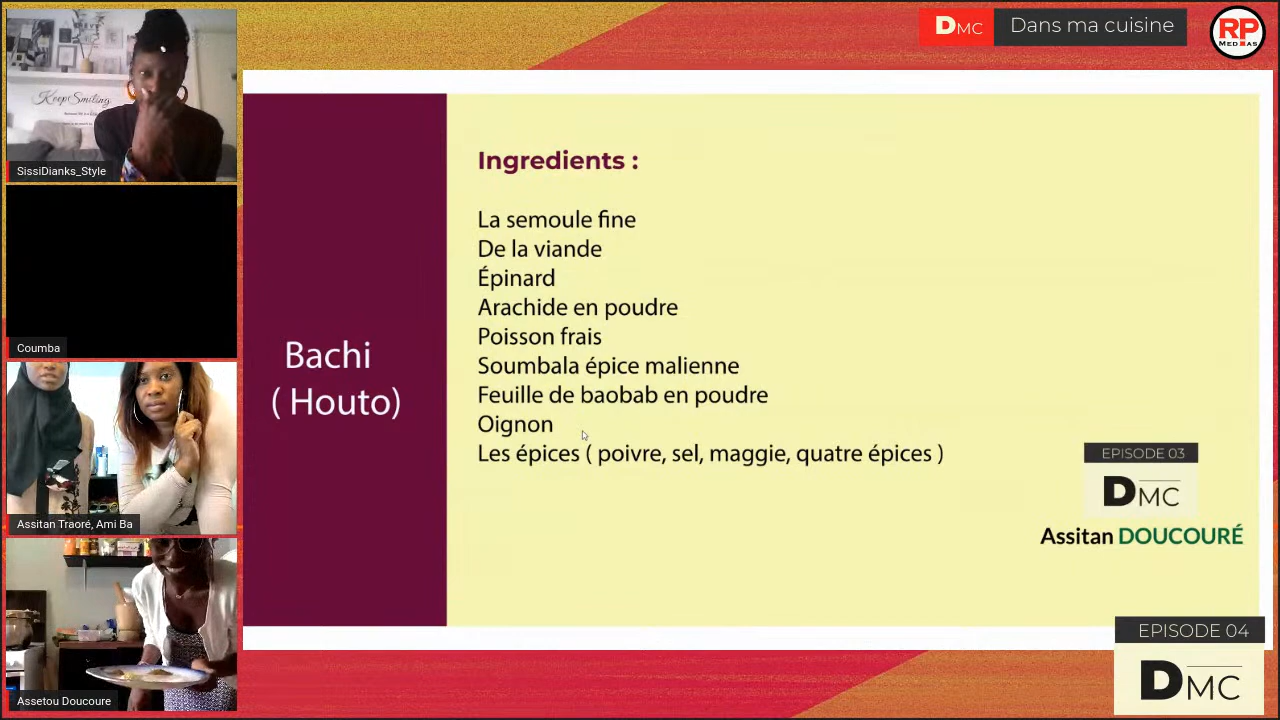 DMC Dans ma cuisine
RP
MEDIAS
Keep Smiling
SissiDianks_Style
Coumba
Assitan Traoré, Ami Ba
Assetou Doucoure
Bachi
( Houto)
Ingredients :
La semoule fine
De la viande
Épinard
Arachide en poudre
Poisson frais
Soumbala épice malienne
Feuille de baobab en poudre
Oignon
Les épices ( poivre, sel, maggie, quatre épices )
EPISODE 03
DMC
Assitan DOUCOURÉ
EPISODE 04
DMC